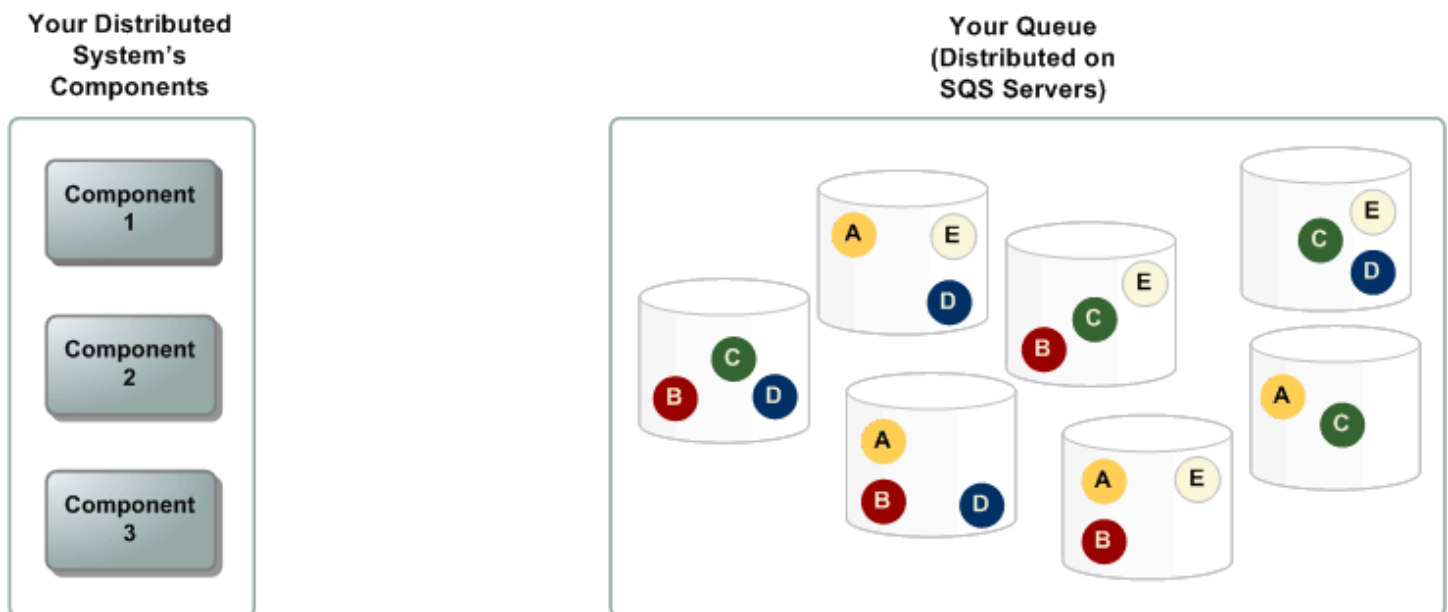 Your Distributed
System's
Components
Component
1
Component
2
Component
3
Your Queue
(Distributed on
SQS Servers)
C
B
D
A
E
D
E
C
B
E
C
D
A
B
D
A
E
B
A
C